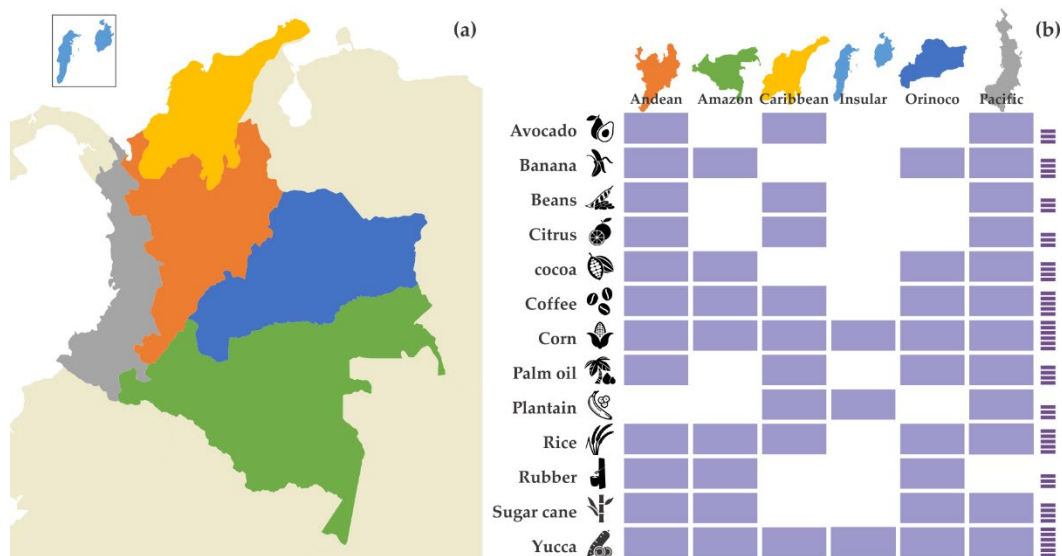 (a)
(b)
Andean Amazon Caribbean Insular Orinoco Pacific
Avocado
Banana
Beans
Citrus
cocoa
Coffee
Corn
Palm oil
Plantain
Rice
Rubber
Sugar cane
Yucca